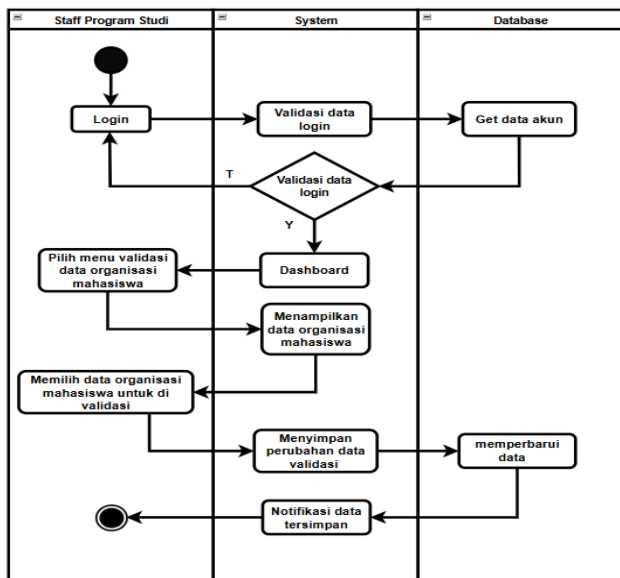 Staff Program Studi
System
Database
Login
Validasi data
login
Get data akun
Validasi data
login
T
Y
Pilih menu validasi
data organisasi
mahasiswa
Dashboard
Menampilkan
data organisasi
mahasiswa
Memilih data organisasi
mahasiswa untuk di
validasi
Menyimpan
perubahan data
validasi
memperbarui
data
Notifikasi data
tersimpan